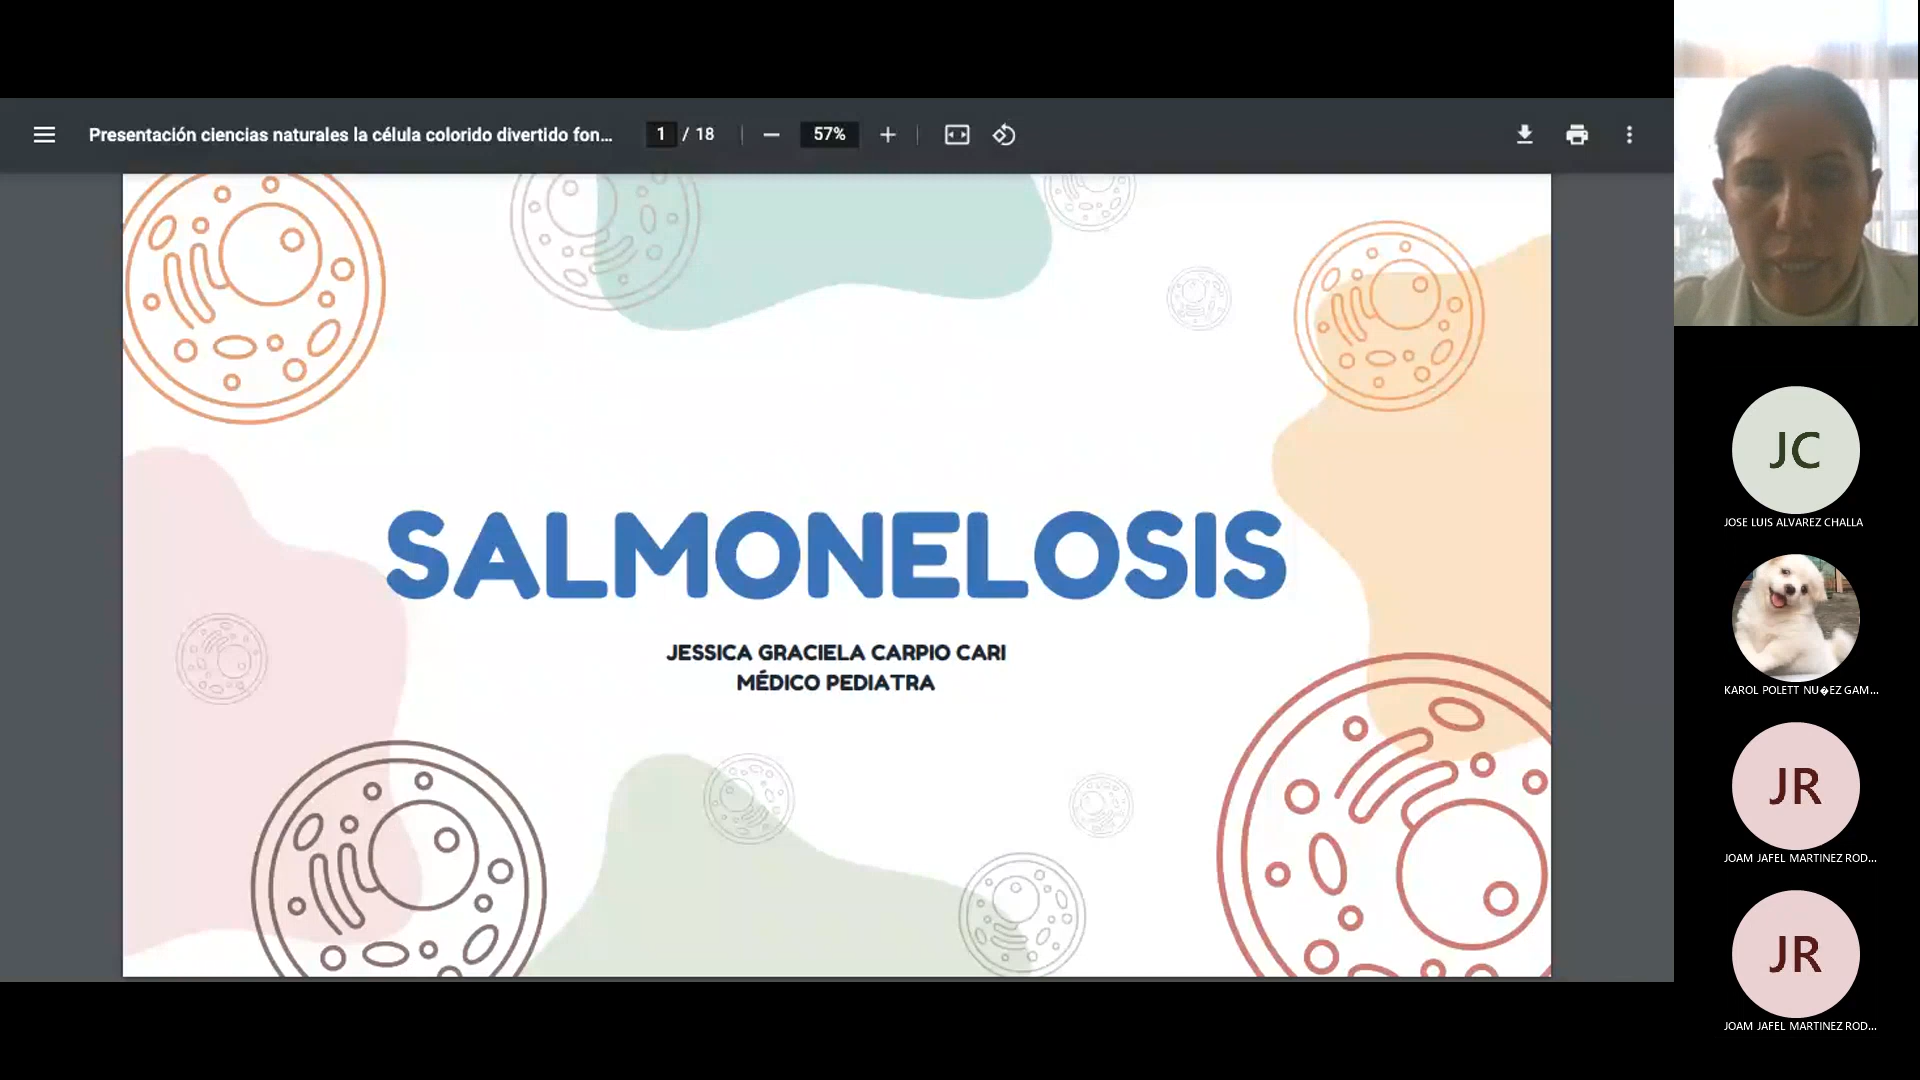 Presentación ciencias naturales la célula colorido divertido fon...
1 / 18
57%
SALMONELOSIS
JESSICA GRACIELA CARPIO CARI
MÉDICO PEDIATRA
JC
JOSE LUIS ALVAREZ CHALLA
KAROL POLETT NU�EZ GAM...
JR
JOAM JAFEL MARTINEZ ROD...
JR
JOAM JAFEL MARTINEZ ROD...